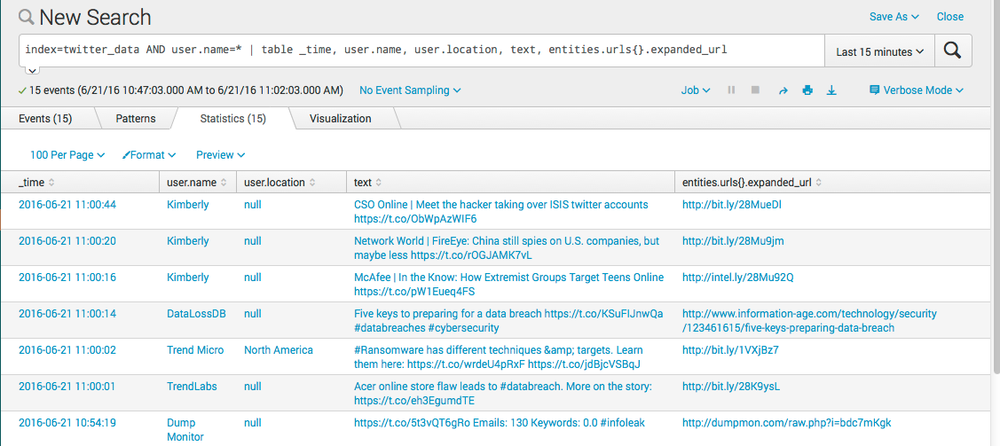 New Search
Save As Close
index=twitter_data AND user.name=* | table _time, user.name, user.location, text, entities.urls{}.expanded_url
Last 15 minutes
15 events (6/21/16 10:47:03.000 AM to 6/21/16 11:02:03.000 AM) No Event Sampling Job Verbose Mode
Events (15) Patterns Statistics (15) Visualization
100 Per Page Format Preview
_time user.name user.location text entities.urls{}.expanded_url
2016-06-21 11:00:44 Kimberly null CSO Online | Meet the hacker taking over ISIS twitter accounts http://bit.ly/28MueDl
https://t.co/ObWpAzWIF6
2016-06-21 11:00:20 Kimberly null Network World | FireEye: China still spies on U.S. companies, but http://bit.ly/28Mu9jm
maybe less https://t.co/rOGJAMK7vL
2016-06-21 11:00:16 Kimberly null McAfee | In the Know: How Extremist Groups Target Teens Online http://intel.ly/28Mu92Q
https://t.co/pW1Eueq4FS
2016-06-21 11:00:14 DataLossDB null Five keys to preparing for a data breach https://t.co/KSuFlJnwQa http://www.information-age.com/technology/security
#databreaches #cybersecurity /123461615/five-keys-preparing-data-breach
2016-06-21 11:00:02 Trend Micro North America #Ransomware has different techniques &amp; targets. Learn http://bit.ly/1VXjBz7
them here: https://t.co/wrdeU4pRxF https://t.co/jdBjcVSBqJ
2016-06-21 11:00:01 TrendLabs null Acer online store flaw leads to #databreach. More on the story: http://bit.ly/28K9ysL
https://t.co/eh3EgumdTE
2016-06-21 10:54:19 Dump null https://t.co/5t3vQT6gRo Emails: 130 Keywords: 0.0 #infoleak http://dumpmon.com/raw.php?i=bdc7mKgk
Monitor